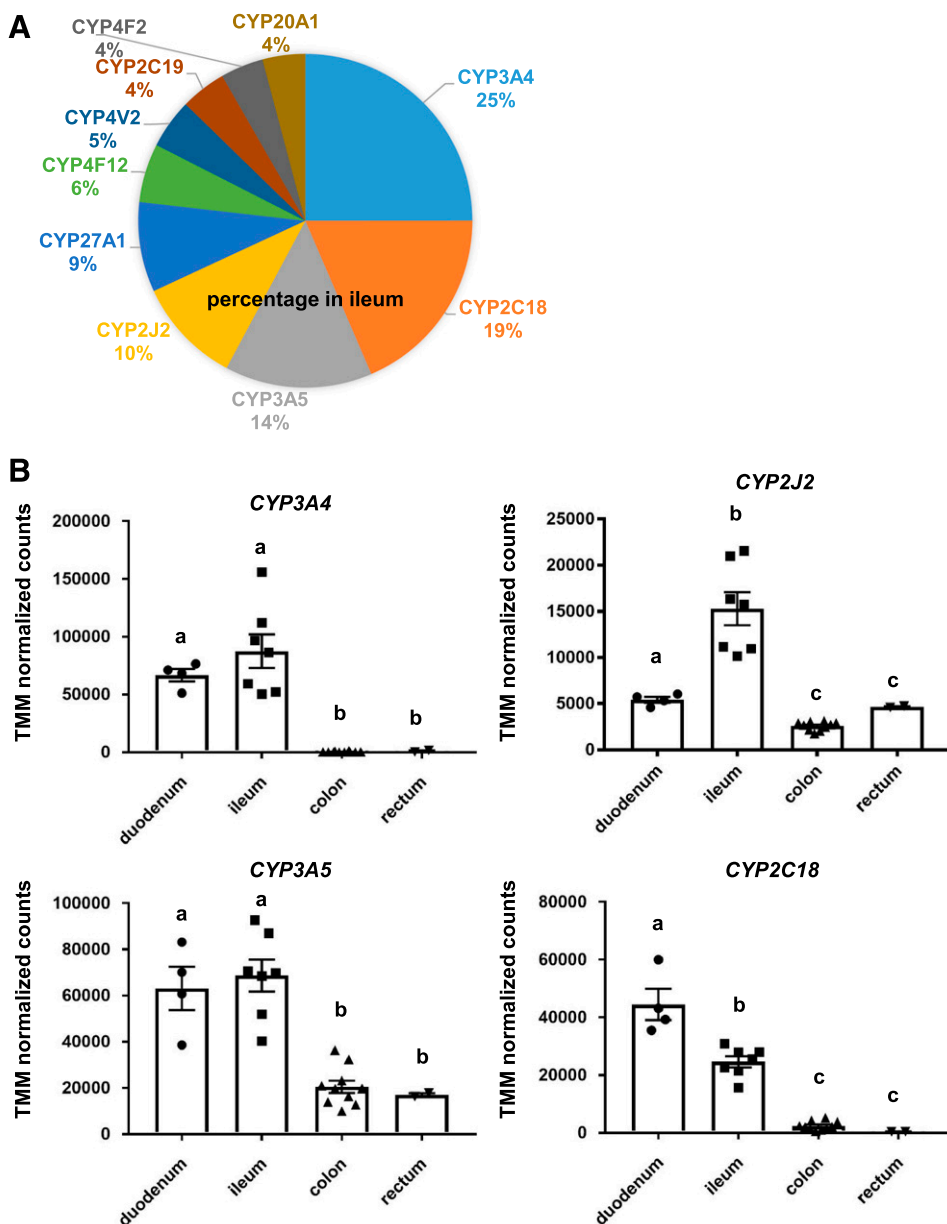 A
CYP4F2
4%
CYP20A1
4%
CYP2C19
4%
CYP3A4
25%
CYP4V2
5%
CYP4F12
6%
CYP27A1
9%
percentage in ileum
CYP2C18
19%
CYP2J2
10%
CYP3A5
14%
B
CYP3A4
TMM normalized counts
200000
150000
100000
50000
0
a
a
b
b
duodenum
ileum
colon
rectum
CYP2J2
TMM normalized counts
25000
20000
15000
10000
5000
0
a
b
c
c
duodenum
ileum
colon
rectum
CYP3A5
TMM normalized counts
100000
80000
60000
40000
20000
0
a
a
b
b
duodenum
ileum
colon
rectum
CYP2C18
TMM normalized counts
80000
60000
40000
20000
0
a
b
c
c
duodenum
ileum
colon
rectum